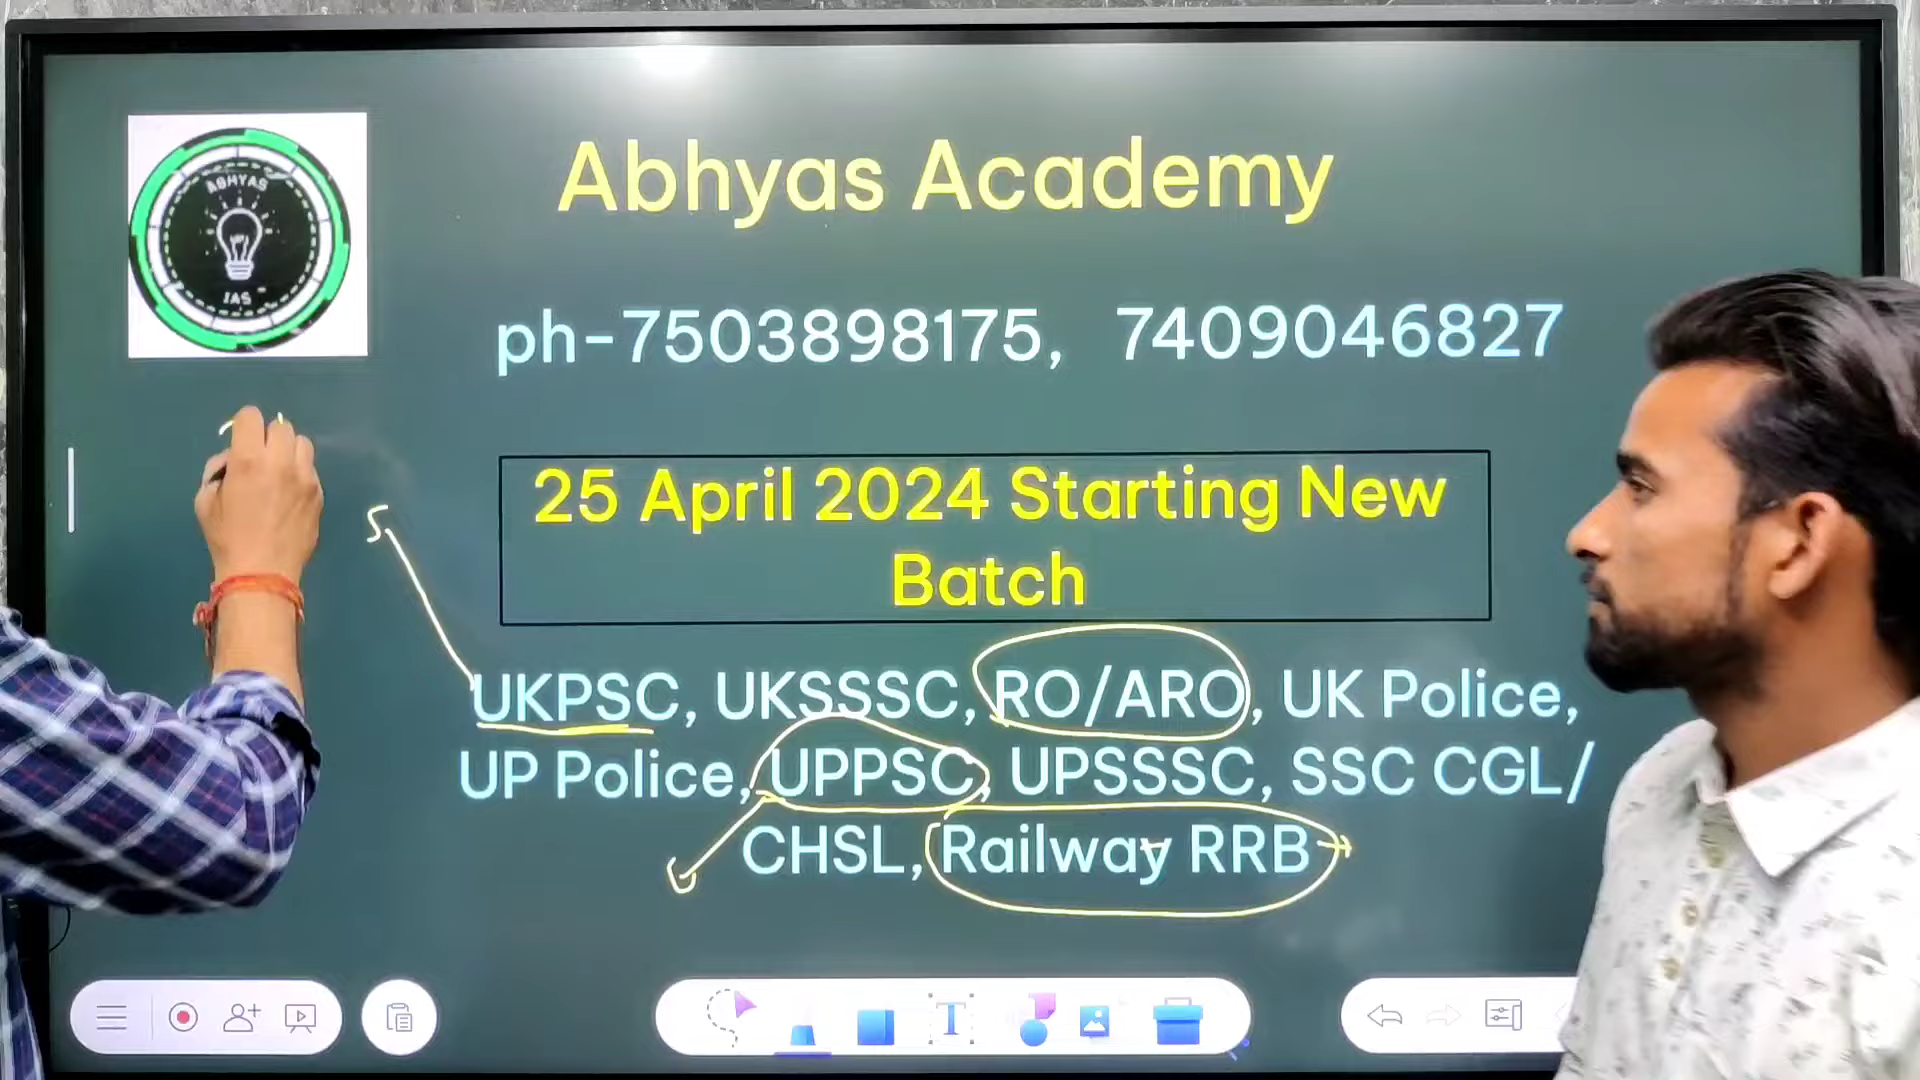 ABHYAS
IAS
Abhyas Academy
ph-7503898175, 7409046827
25 April 2024 Starting New
Batch
UKPSC, UKSSSC, RO/ARO, UK Police,
UP Police, UPPSC, UPSSSC, SSC CGL/
CHSL, Railway RRB
T